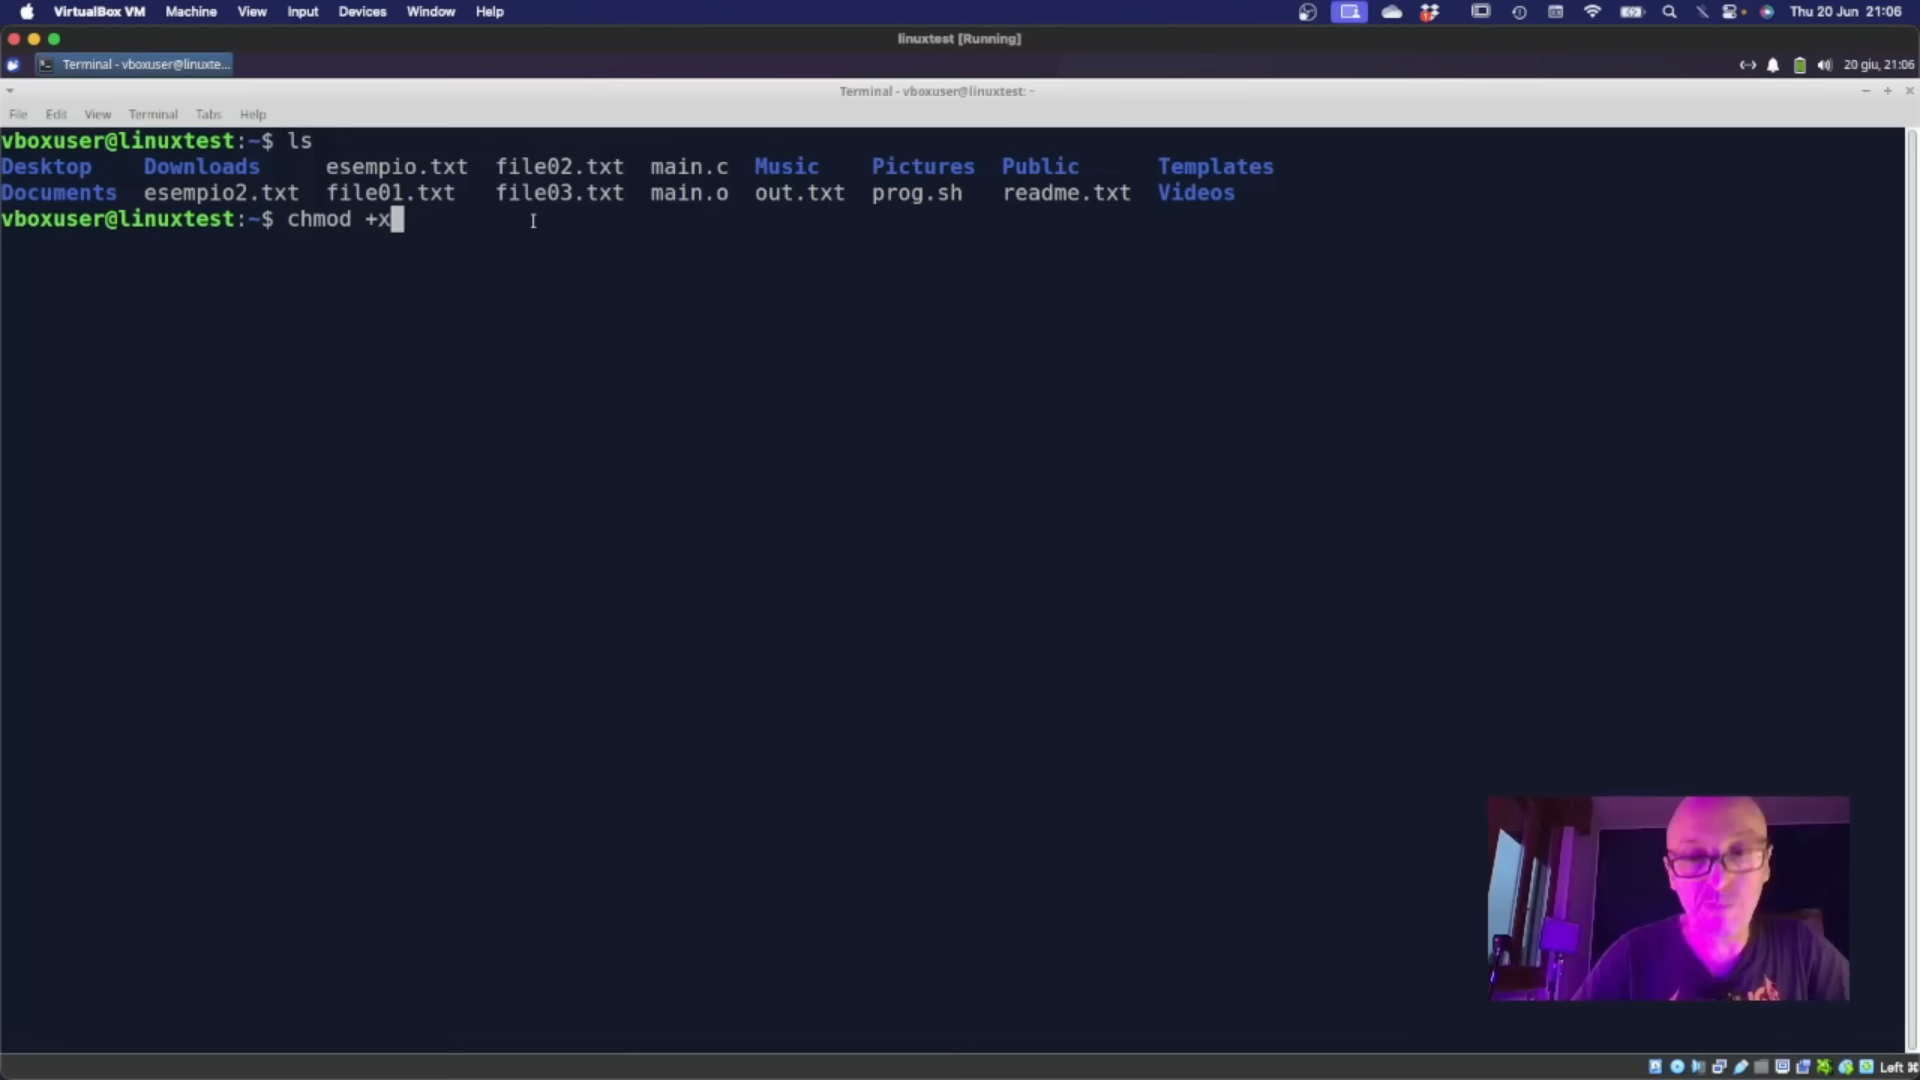 VirtualBox VM Machine View Input Devices Window Help Thu 20 Jun 21:06
linuxtest [Running]
Terminal - vboxuser@linuxte... 20 giu, 21:06
Terminal - vboxuser@linuxtest: ~
File Edit View Terminal Tabs Help
vboxuser@linuxtest:~$ ls
Desktop Downloads esempio.txt file02.txt main.c Music Pictures Public Templates
Documents esempio2.txt file01.txt file03.txt main.o out.txt prog.sh readme.txt Videos
vboxuser@linuxtest:~$ chmod +x
Left ⌘